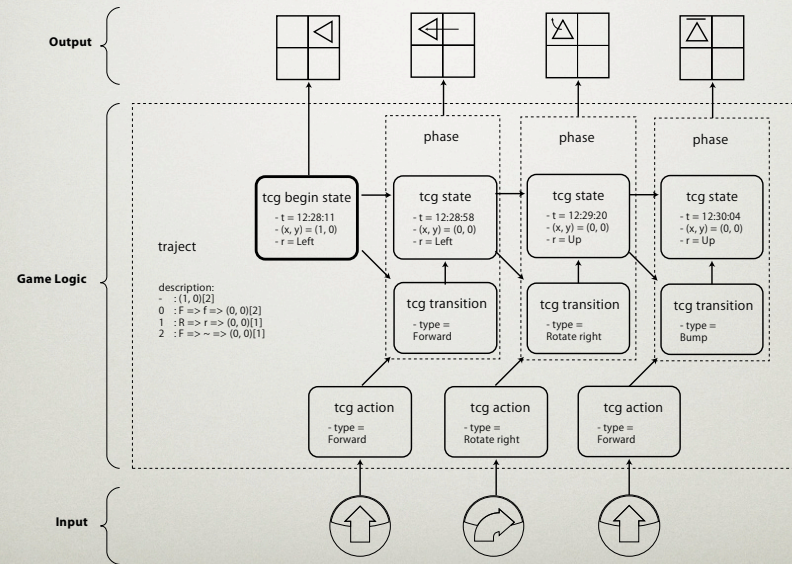 Output
phase
phase
phase
tcg begin state
- t = 12:28:11
- (x, y) = (1, 0)
- r = Left
tcg state
- t = 12:28:58
- (x, y) = (0, 0)
- r = Left
tcg state
- t = 12:29:20
- (x, y) = (0, 0)
- r = Up
tcg state
- t = 12:30:04
- (x, y) = (0, 0)
- r = Up
traject
Game Logic
description:
- : (1, 0)[2]
0 : F => f => (0, 0)[2]
1 : R => r => (0, 0)[1]
2 : F => ~ => (0, 0)[1]
tcg transition
- type =
Forward
tcg transition
- type =
Rotate right
tcg transition
- type =
Bump
tcg action
- type =
Forward
tcg action
- type =
Rotate right
tcg action
- type =
Forward
Input